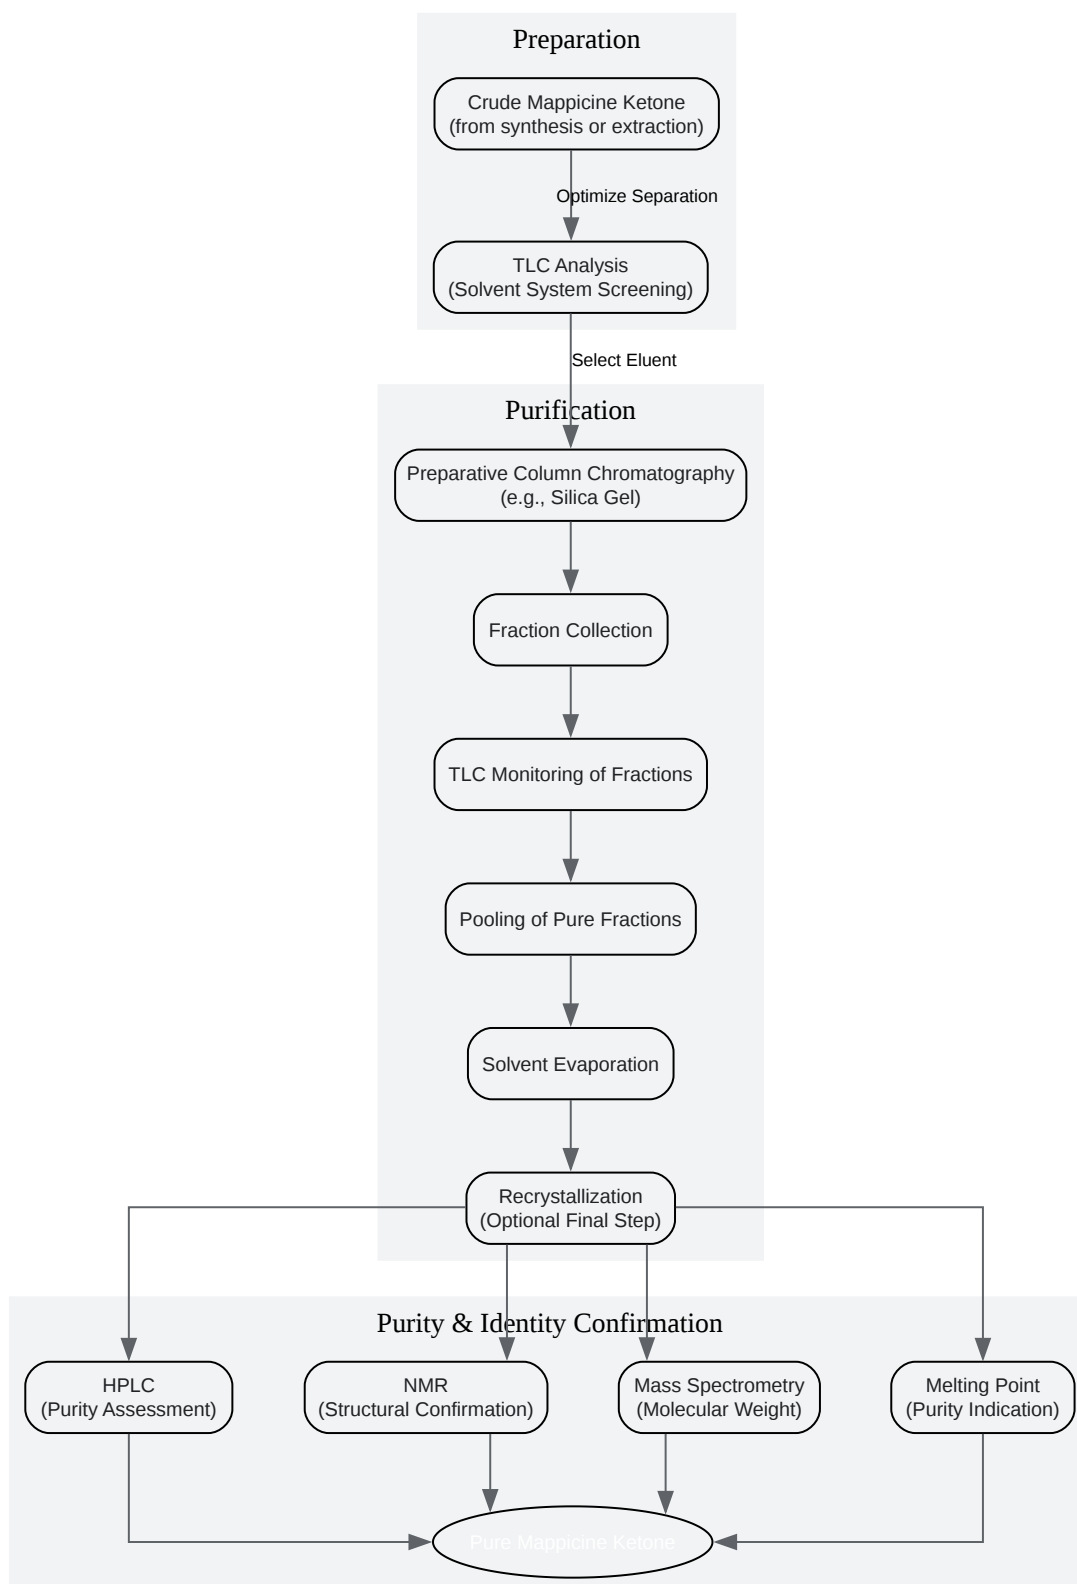 Preparation
Crude Mappicine Ketone
(from synthesis or extraction)
Optimize Separation
TLC Analysis
(Solvent System Screening)
Select Eluent
Purification
Preparative Column Chromatography
(e.g., Silica Gel)
Fraction Collection
TLC Monitoring of Fractions
Pooling of Pure Fractions
Solvent Evaporation
Recrystallization
(Optional Final Step)
Purity & Identity Confirmation
HPLC
(Purity Assessment)
NMR
(Structural Confirmation)
Mass Spectrometry
(Molecular Weight)
Melting Point
(Purity Indication)
Pure Mappicine Ketone